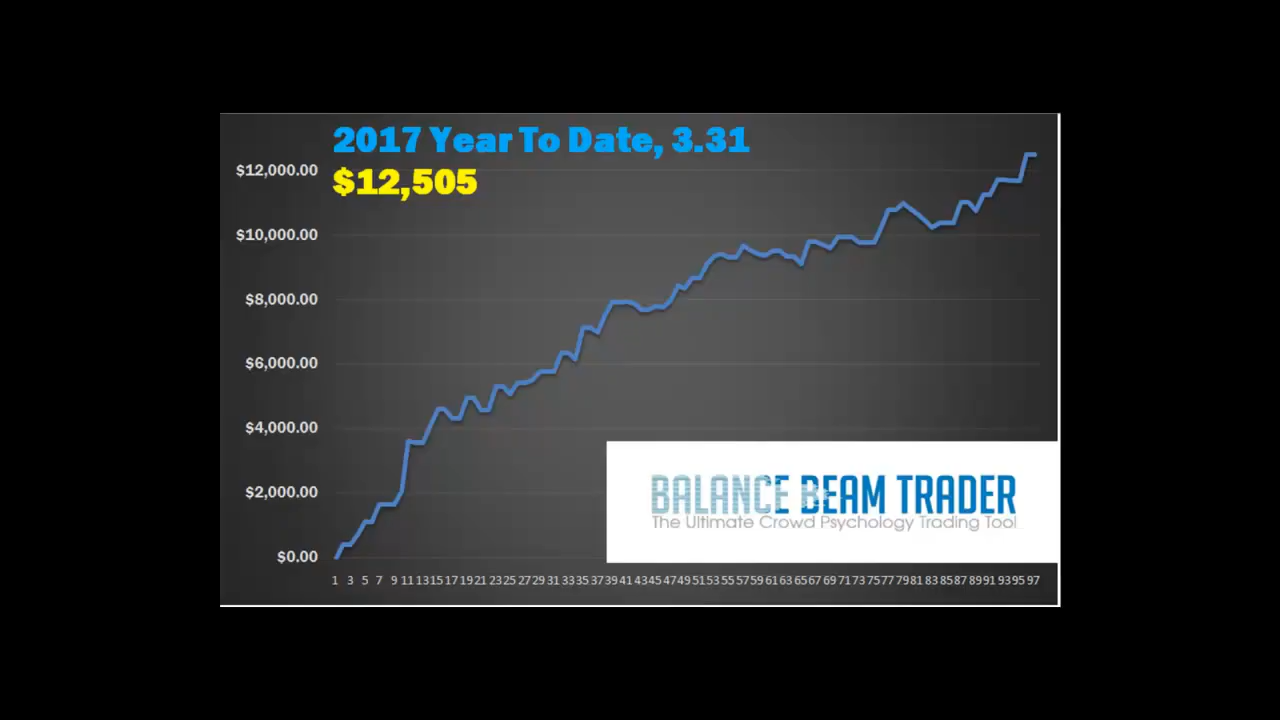 2017 Year To Date, 3.31
$12,505
$12,000.00
$10,000.00
$8,000.00
$6,000.00
$4,000.00
$2,000.00
$0.00
BALANCE BEAM TRADER
The Ultimate Crowd Psychology Trading Tool
1 3 5 7 9 11 13 15 17 19 21 23 25 27 29 31 33 35 37 39 41 43 45 47 49 51 53 55 57 59 61 63 65 67 69 71 73 75 77 79 81 83 85 87 89 91 93 95 97